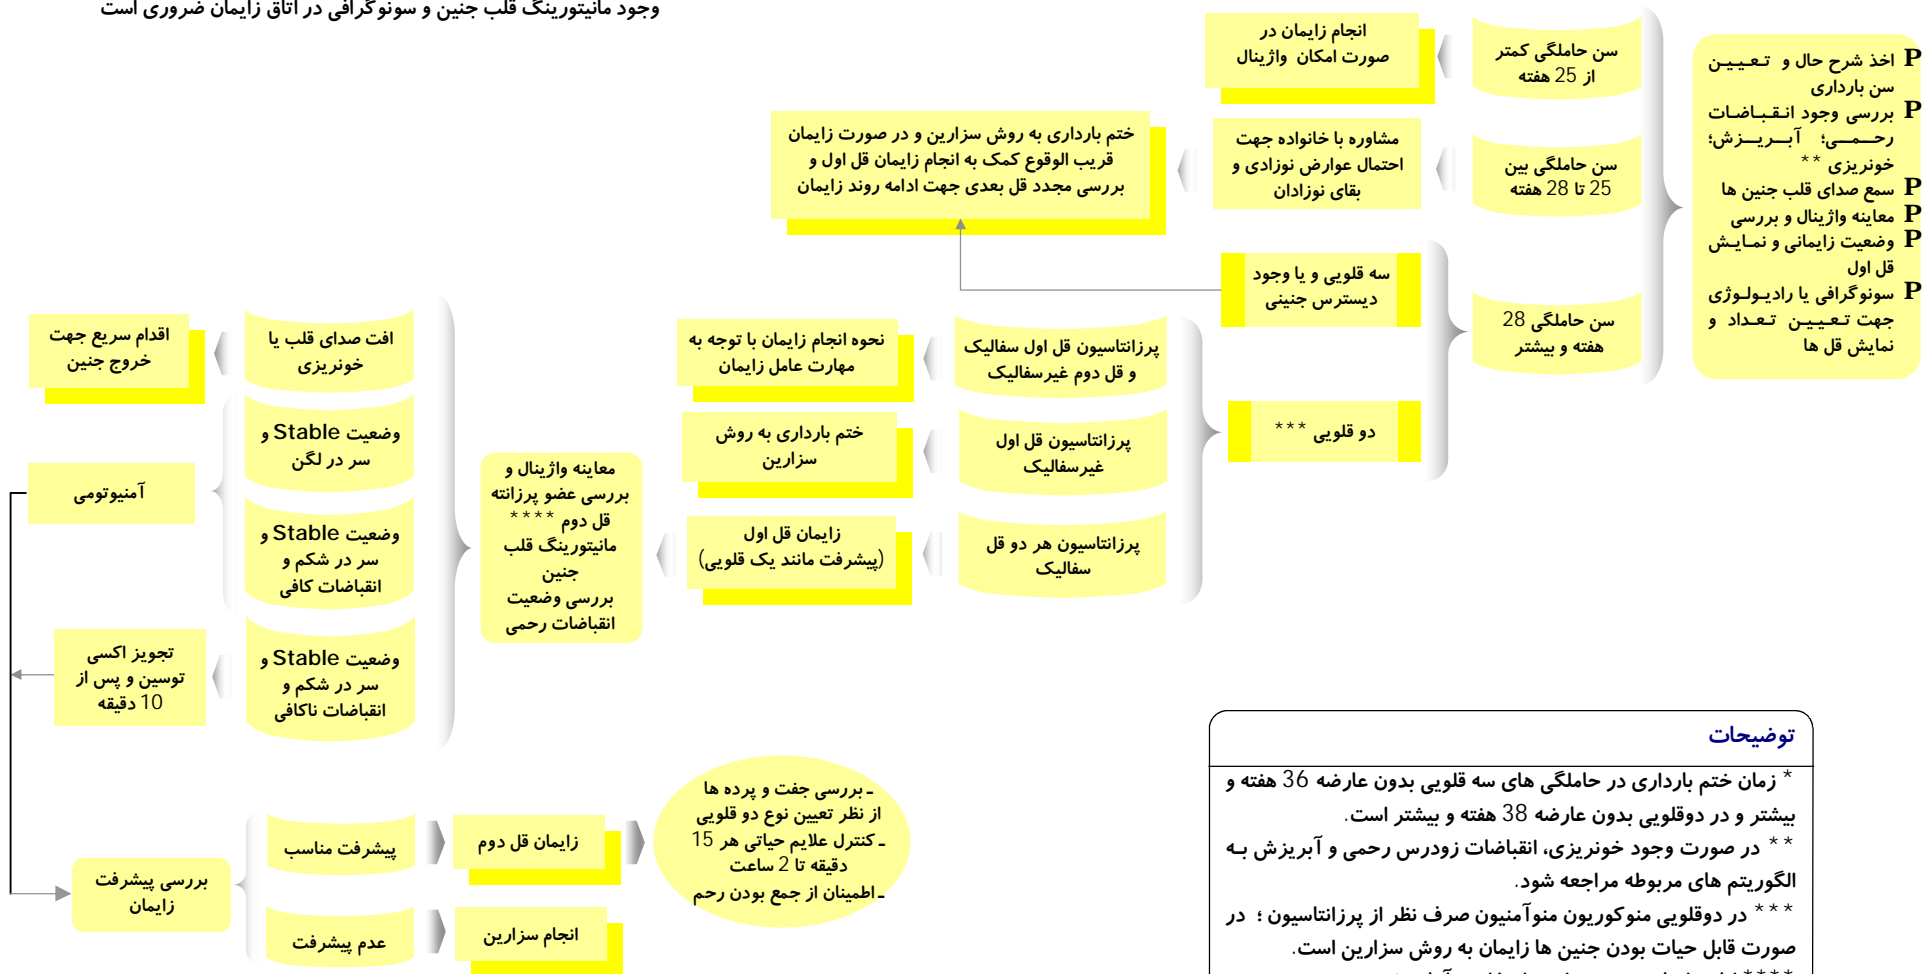 وجود مانیتورینگ قلب جنین و سونوگرافی در اتاق زایمان ضروری است
اخذ شرح حال و تعیین
سن بارداری
بررسی وجود انقباضات
رحمی؛ آبریزش؛
خونریزی **
سمع صدای قلب جنین ها
معاینه واژینال و بررسی
وضعیت زایمانی و نمایش
قل اول
سونوگرافی یا رادیولوژی
جهت تعیین تعداد و
نمایش قل ها
سن حاملگی کمتر
از 25 هفته
انجام زایمان در
صورت امکان واژینال
سن حاملگی بین
25 تا 28 هفته
مشاوره با خانواده جهت
احتمال عوارض نوزادی و
بقای نوزادان
ختم بارداری به روش سزارین و در صورت زایمان
قریب الوقوع کمک به انجام زایمان قل اول و
بررسی مجدد قل بعدی جهت ادامه روند زایمان
سن حاملگی 28
هفته و بیشتر
سه قلویی و یا وجود
دیسترس جنینی
دو قلویی ***
پرزانتاسیون قل اول سفالیک
و قل دوم غیرسفالیک
نحوه انجام زایمان با توجه به
مهارت عامل زایمان
پرزانتاسیون قل اول
غیرسفالیک
ختم بارداری به روش
سزارین
پرزانتاسیون هر دو قل
سفالیک
زایمان قل اول
(پیشرفت مانند یک قلویی)
معاینه واژینال و
بررسی عضو پرزانته
قل دوم ****
مانیتورینگ قلب
جنین
بررسی وضعیت
انقباضات رحمی
افت صدای قلب یا
خونریزی
اقدام سریع جهت
خروج جنین
وضعیت Stable و
سر در لگن
وضعیت Stable و
سر در شکم و
انقباضات کافی
آمنیوتومی
وضعیت Stable و
سر در شکم و
انقباضات ناکافی
تجویز اکسی
توسین و پس از
10 دقیقه
بررسی پیشرفت
زایمان
پیشرفت مناسب
زایمان قل دوم
ـ بررسی جفت و پرده ها
از نظر تعیین نوع دو قلویی
ـ کنترل علایم حیاتی هر 15
دقیقه تا 2 ساعت
ـ اطمینان از جمع بودن رحم
عدم پیشرفت
انجام سزارین
توضیحات
* زمان ختم بارداری در حاملگی های سه قلویی بدون عارضه 36 هفته و
بیشتر و در دوقلویی بدون عارضه 38 هفته و بیشتر است.
** در صورت وجود خونریزی، انقباضات زودرس رحمی و آبریزش به
الگوریتم های مربوطه مراجعه شود.
*** در دوقلویی منوکوریون منوآمنیون صرف نظر از پرزانتاسیون ؛ در
صورت قابل حیات بودن جنین ها زایمان به روش سزارین است.